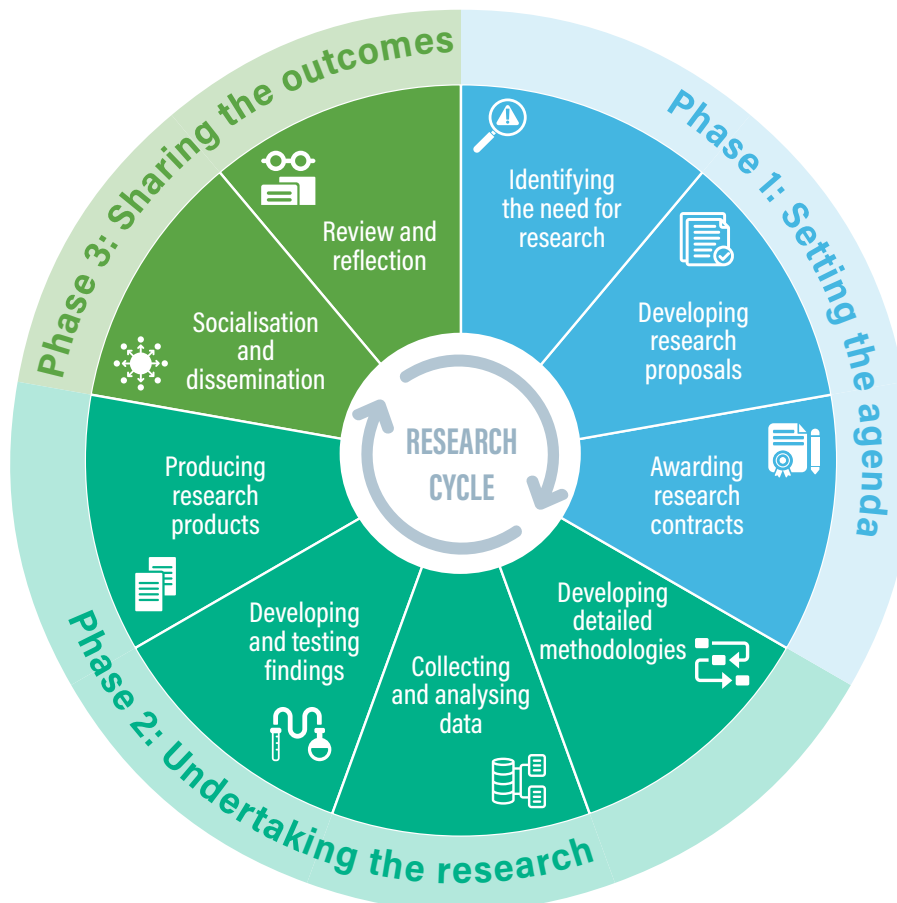 Phase 1: Setting the agenda
Identifying
the need for
research
Developing
research
proposals
Awarding
research
contracts
Phase 2: Undertaking the research
Developing
detailed
methodologies
Collecting
and analysing
data
Developing
and testing
findings
Producing
research
products
Phase 3: Sharing the outcomes
Socialisation
and
dissemination
Review and
reflection
RESEARCH
CYCLE